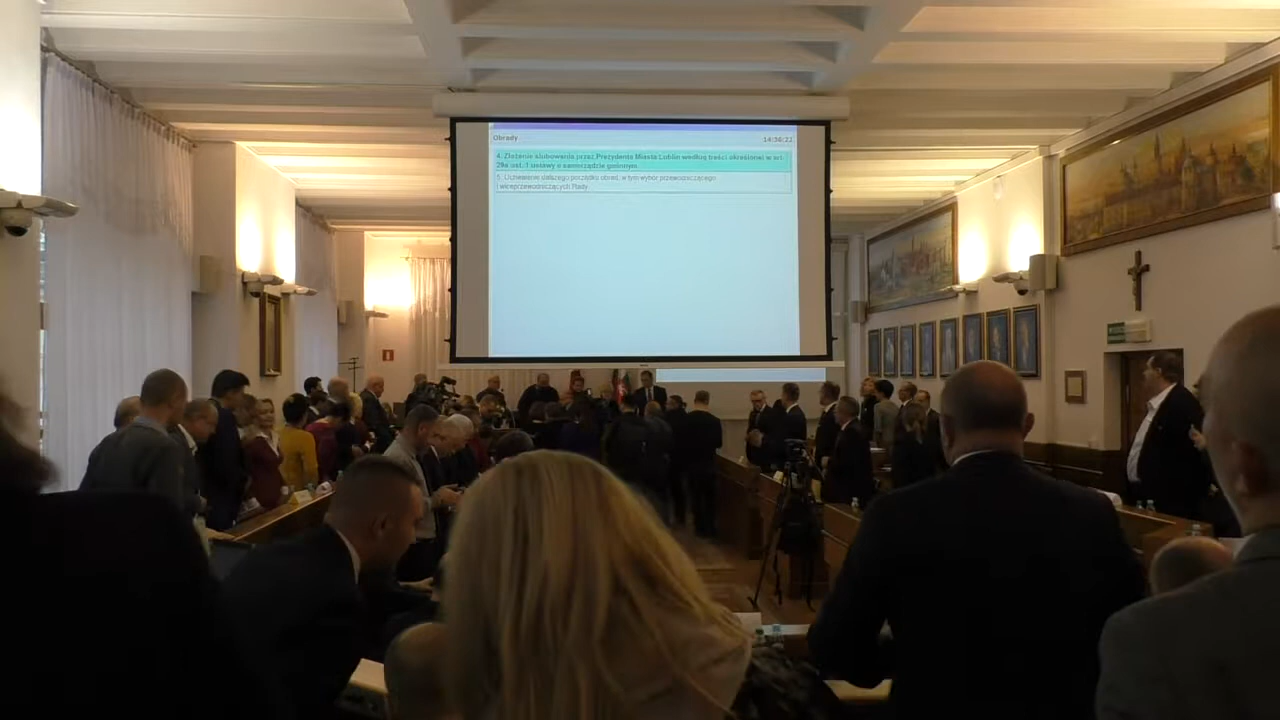 Obrady
14:36:22
4. Złożenie ślubowania przez Prezydenta Miasta Lublin według treści określonej w art.
29a ust. 1 ustawy o samorządzie gminnym
5. Uchwalenie dalszego porządku obrad, w tym wybór przewodniczącego
i wiceprzewodniczących Rady